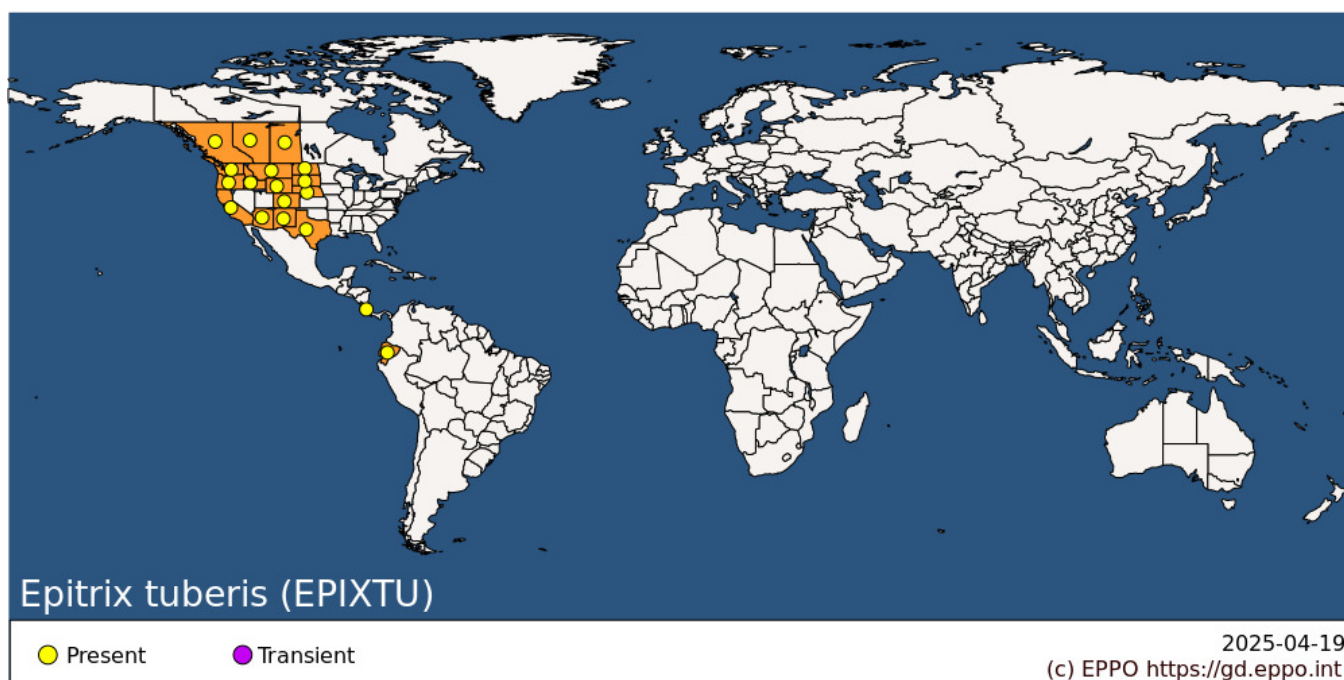 Epitrix tuberis (EPIXTU)
Present
Transient
2025-04-19
(c) EPPO https://gd.eppo.int